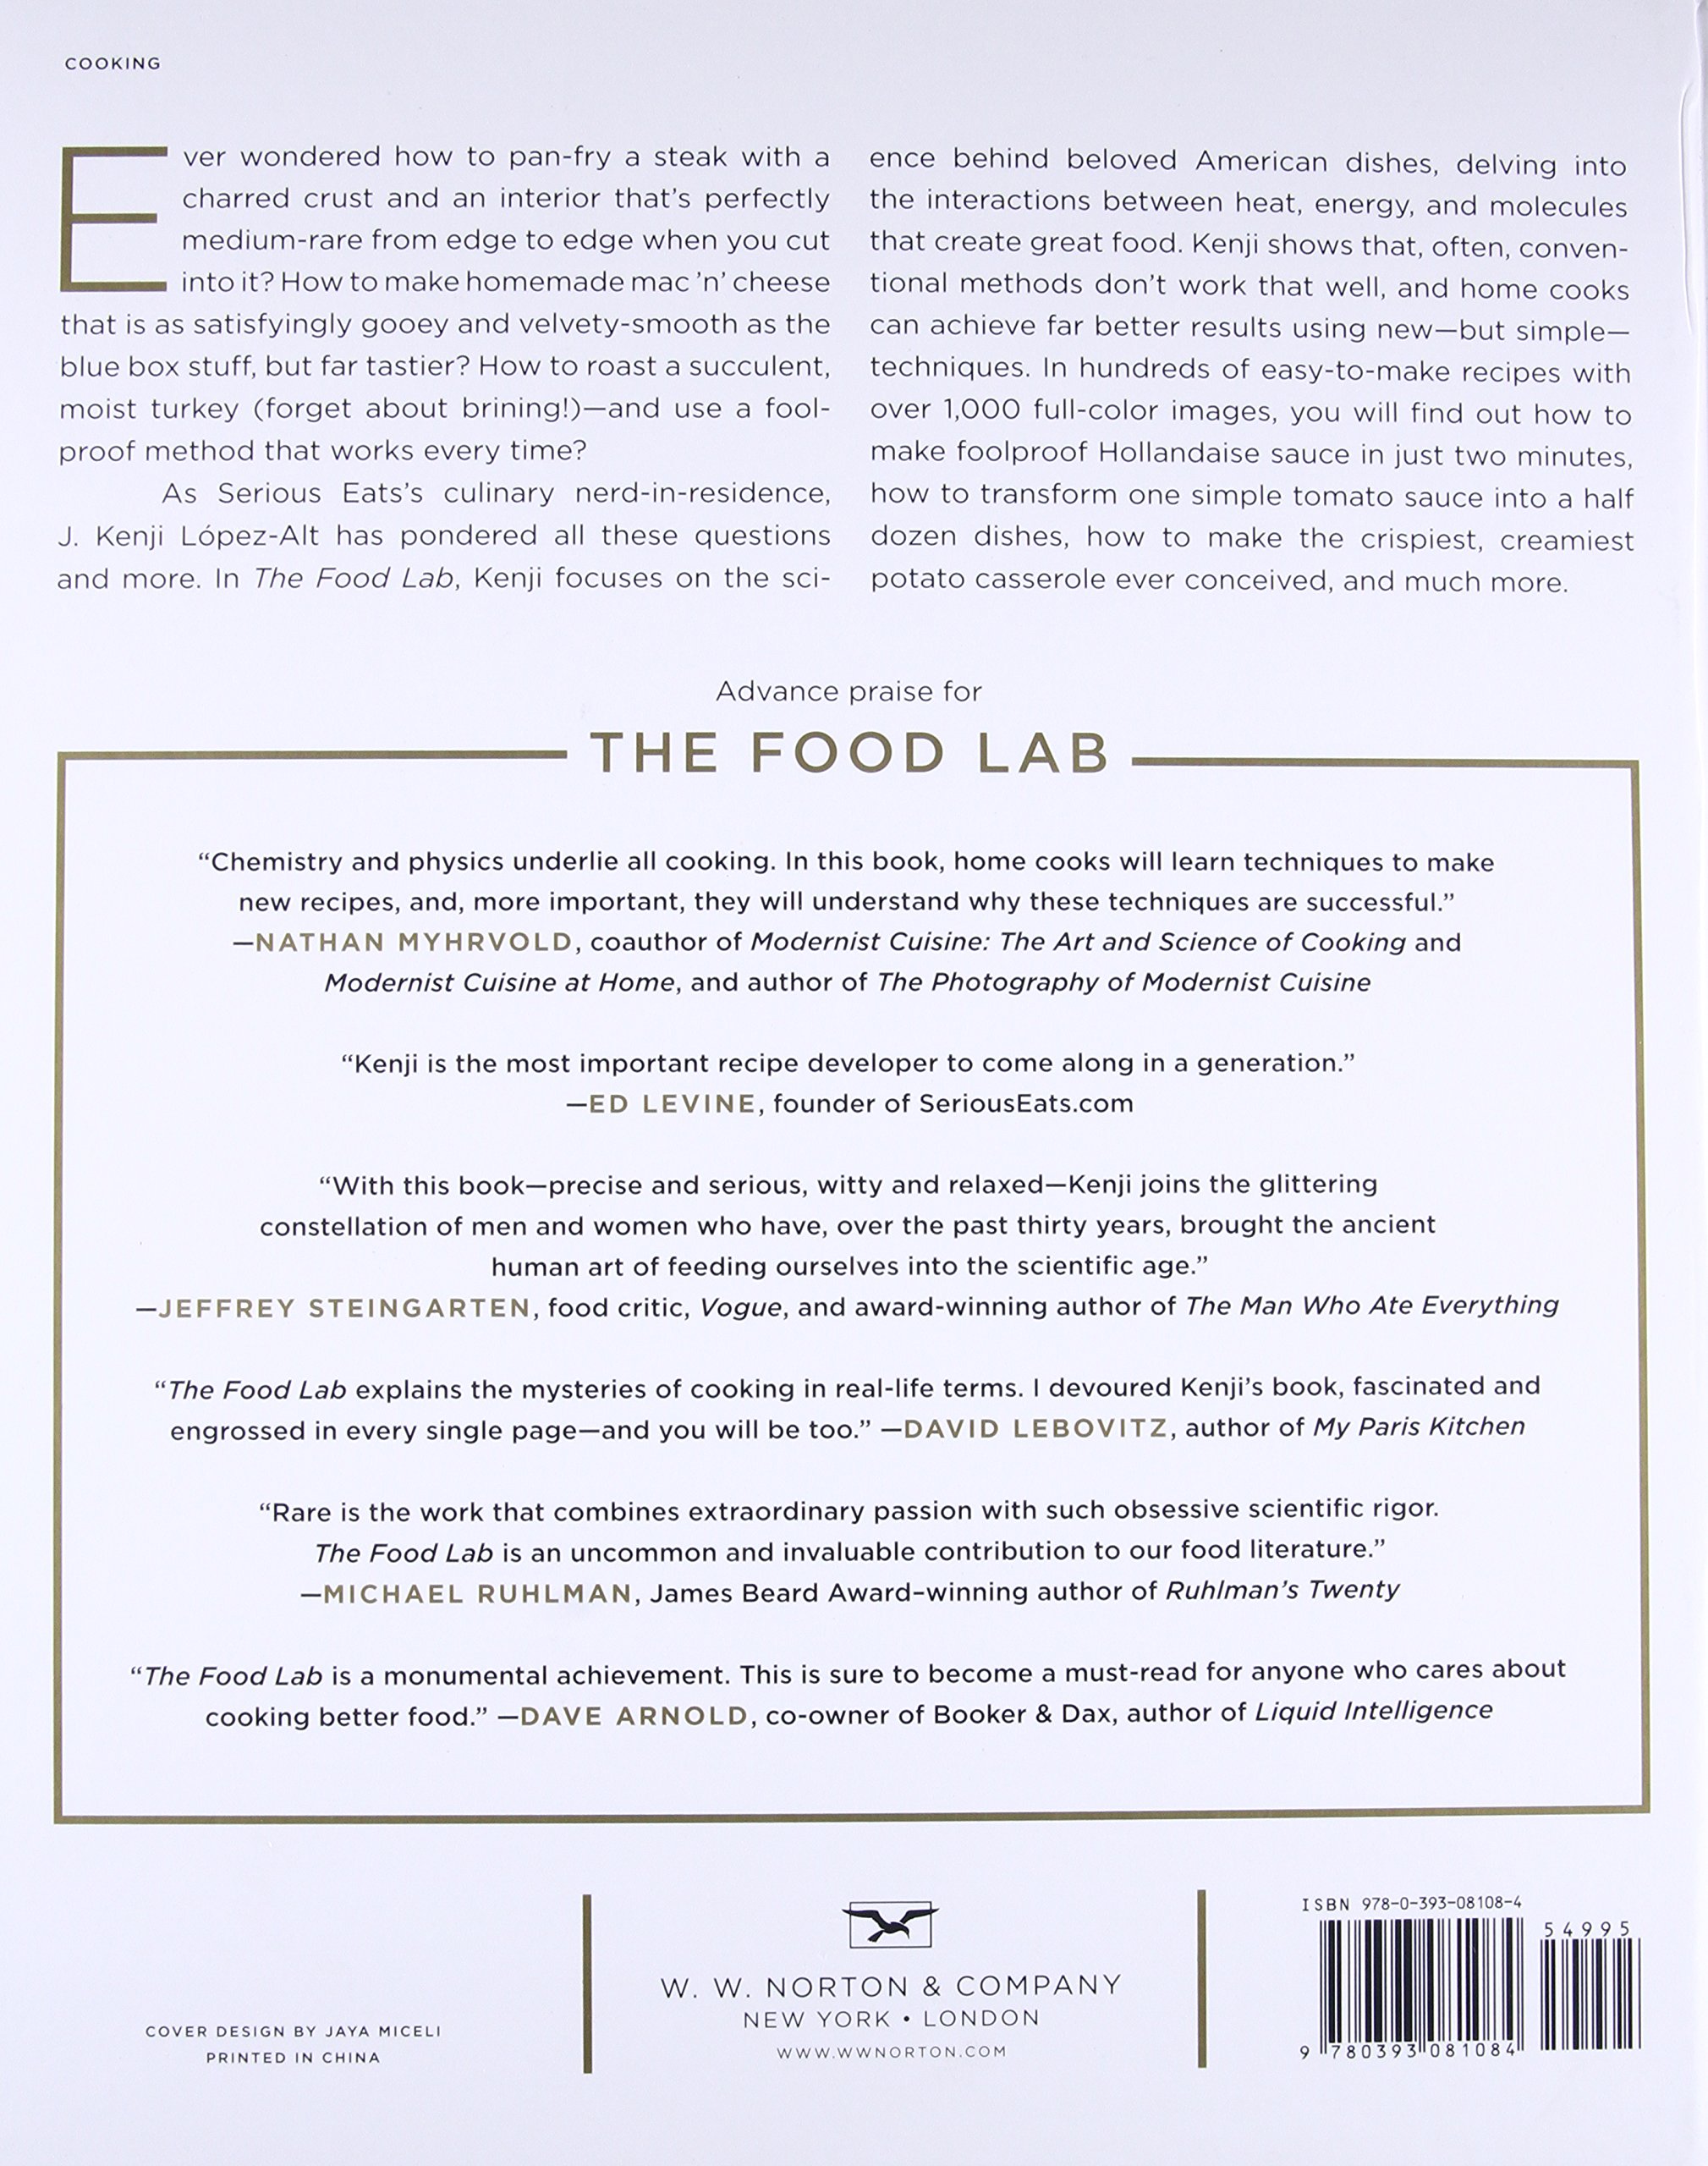 COOKING
Ever wondered how to pan-fry a steak with a
charred crust and an interior that's perfectly
medium-rare from edge to edge when you cut
into it? How to make homemade mac 'n' cheese
that is as satisfyingly gooey and velvety-smooth as the
blue box stuff, but far tastier? How to roast a succulent,
moist turkey (forget about brining!)—and use a fool-
proof method that works every time?
As Serious Eats's culinary nerd-in-residence,
J. Kenji López-Alt has pondered all these questions
and more. In The Food Lab, Kenji focuses on the sci-
ence behind beloved American dishes, delving into
the interactions between heat, energy, and molecules
that create great food. Kenji shows that, often, conven-
tional methods don't work that well, and home cooks
can achieve far better results using new—but simple—
techniques. In hundreds of easy-to-make recipes with
over 1,000 full-color images, you will find out how to
make foolproof Hollandaise sauce in just two minutes,
how to transform one simple tomato sauce into a half
dozen dishes, how to make the crispiest, creamiest
potato casserole ever conceived, and much more.
Advance praise for
THE FOOD LAB
“Chemistry and physics underlie all cooking. In this book, home cooks will learn techniques to make
new recipes, and, more important, they will understand why these techniques are successful.”
—NATHAN MYHRVOLD, coauthor of Modernist Cuisine: The Art and Science of Cooking and
Modernist Cuisine at Home, and author of The Photography of Modernist Cuisine
“Kenji is the most important recipe developer to come along in a generation.”
—ED LEVINE, founder of SeriousEats.com
“With this book—precise and serious, witty and relaxed—Kenji joins the glittering
constellation of men and women who have, over the past thirty years, brought the ancient
human art of feeding ourselves into the scientific age.”
—JEFFREY STEINGARTEN, food critic, Vogue, and award-winning author of The Man Who Ate Everything
“The Food Lab explains the mysteries of cooking in real-life terms. I devoured Kenji’s book, fascinated and
engrossed in every single page—and you will be too.” —DAVID LEBOVITZ, author of My Paris Kitchen
“Rare is the work that combines extraordinary passion with such obsessive scientific rigor.
The Food Lab is an uncommon and invaluable contribution to our food literature.”
—MICHAEL RUHLMAN, James Beard Award–winning author of Ruhlman’s Twenty
“The Food Lab is a monumental achievement. This is sure to become a must-read for anyone who cares about
cooking better food.” —DAVE ARNOLD, co-owner of Booker & Dax, author of Liquid Intelligence
COVER DESIGN BY JAYA MICELI
PRINTED IN CHINA
W. W. NORTON & COMPANY
NEW YORK • LONDON
WWW.WWNORTON.COM
ISBN 978-0-393-08108-4
54995
9 780393 081084